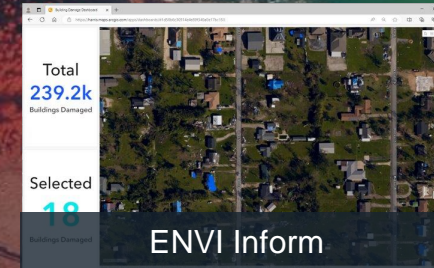 Building Damage Dashboard
Total
239.2k
Buildings Damaged
Selected
18
Buildings Damaged
ENVI Inform